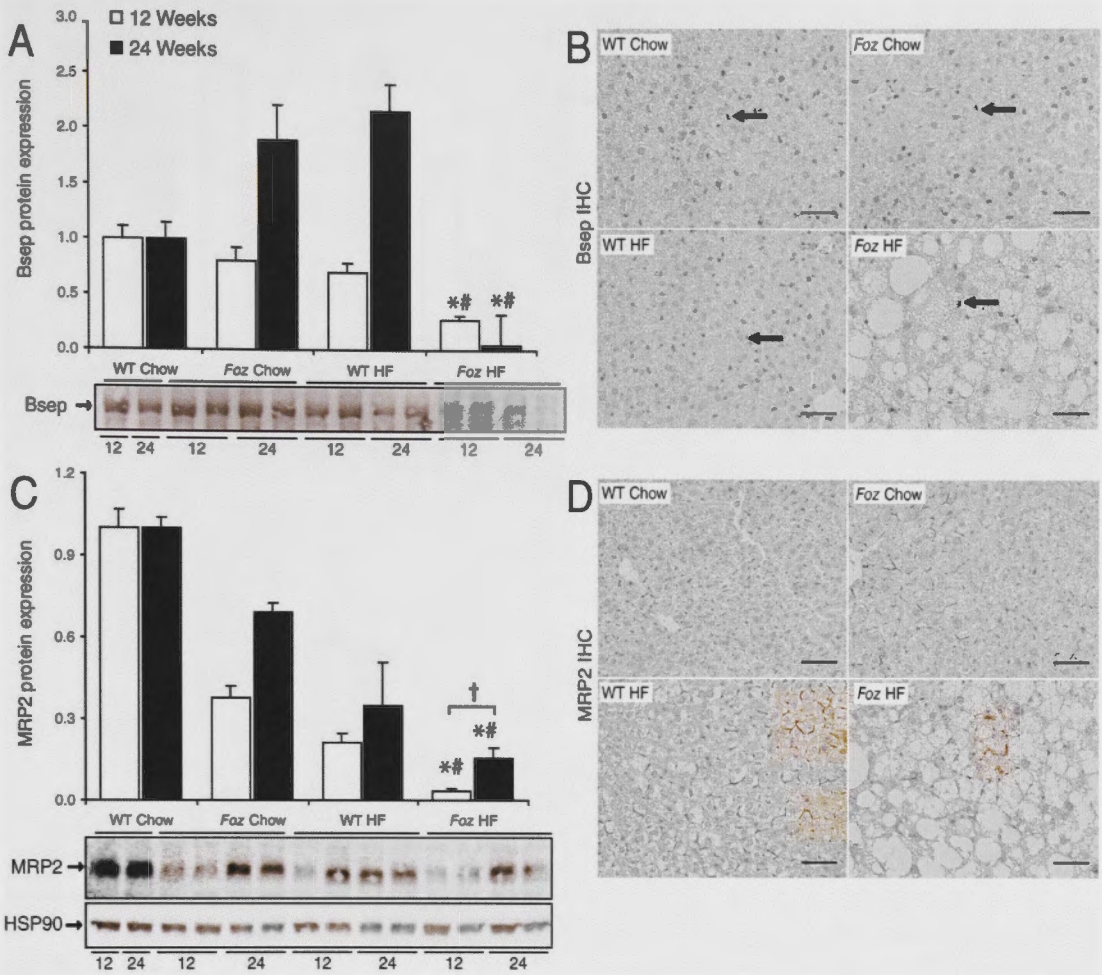 A
12 Weeks
24 Weeks
3.0
2.5
2.0
1.5
1.0
0.5
0.0
Bsep protein expression
*# *#
WT Chow Foz Chow WT HF Foz HF
Bsep
12 24 12 24 12 24 12 24
B
Bsep IHC
WT Chow
Foz Chow
WT HF
Foz HF
C
1.2
0.9
0.6
0.3
0.0
MRP2 protein expression
†
*# *#
WT Chow Foz Chow WT HF Foz HF
MRP2
HSP90
12 24 12 24 12 24 12 24
D
MRP2 IHC
WT Chow
Foz Chow
WT HF
Foz HF